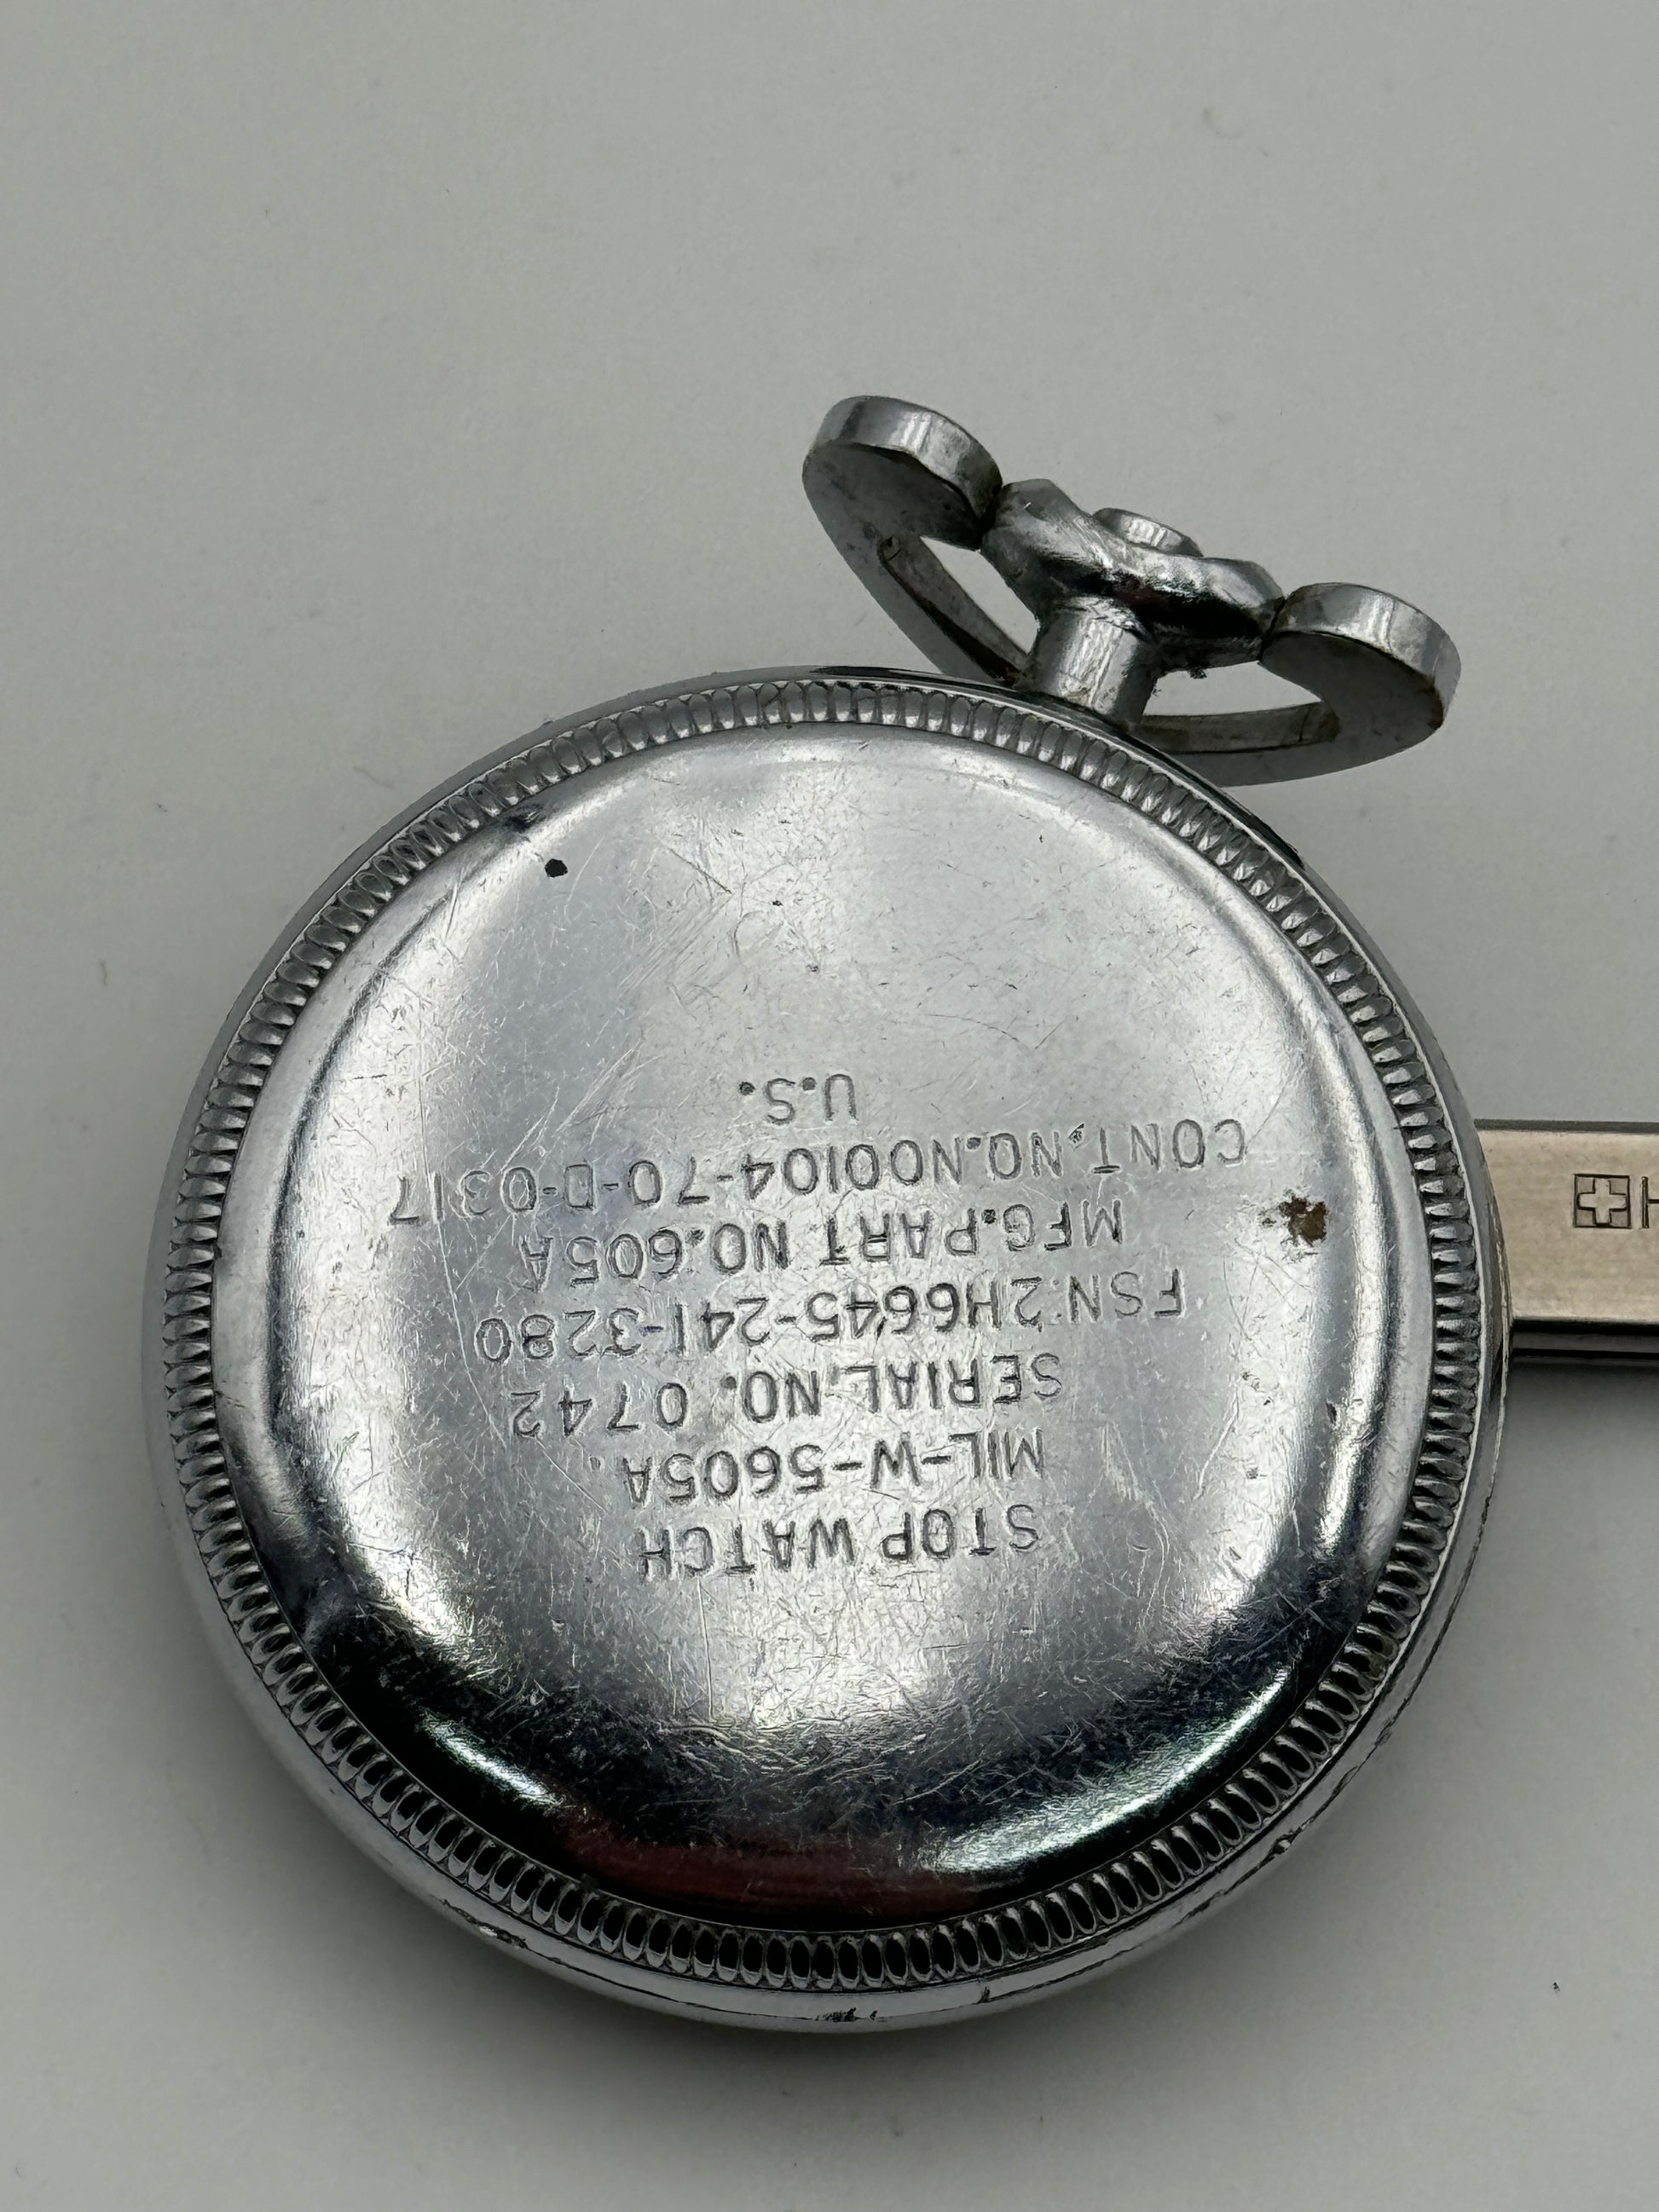 STOP WATCH
MIL-W-5605A.
SERIAL.NO. 0742
FSN:2H6645-241-3280
MFG.PART NO.605A
CONT.NO.N00104-70-D-0317
U.S.